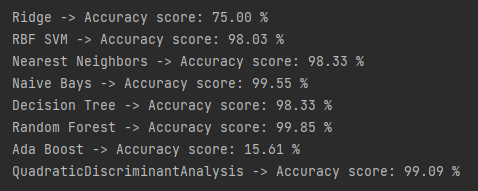 Ridge -> Accuracy score: 75.00 %
RBF SVM -> Accuracy score: 98.03 %
Nearest Neighbors -> Accuracy score: 98.33 %
Naive Bays -> Accuracy score: 99.55 %
Decision Tree -> Accuracy score: 98.33 %
Random Forest -> Accuracy score: 99.85 %
Ada Boost -> Accuracy score: 15.61 %
QuadraticDiscriminantAnalysis -> Accuracy score: 99.09 %